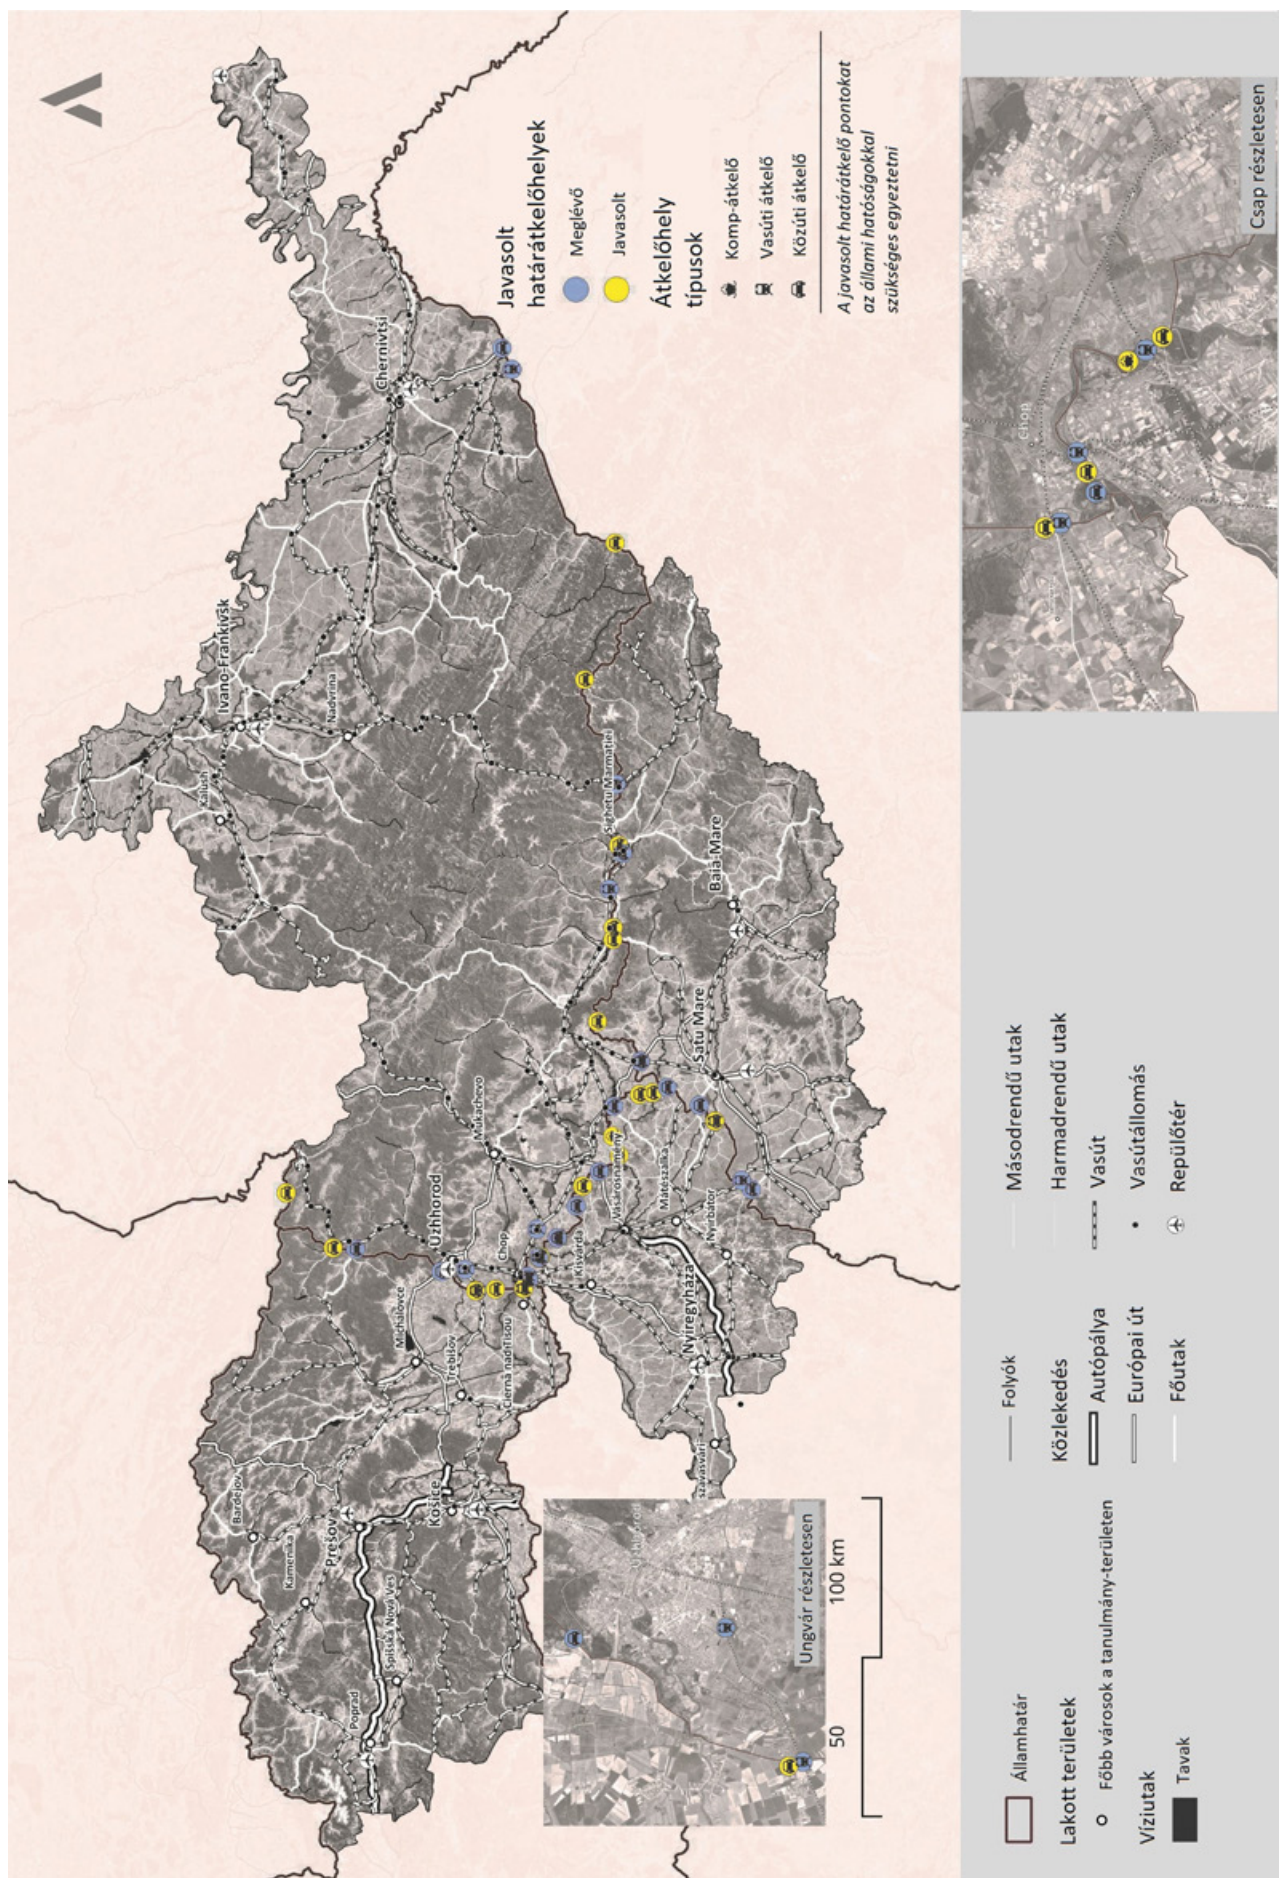 Javasolt
határátkelőhelyek
Meglévő
Javasolt
Átkelőhely
típusok
Komp-átkelő
Vasúti átkelő
Közúti átkelő
A javasolt határátkelő pontokat
az állami hatóságokkal
szükséges egyeztetni
Poprad
Spišská Nová Ves
Kamenka
Bardejov
Prešov
Košice
Trebišov
Michalovce
Čierna nad Tisou
Chop
Uzhhorod
Mukachevo
Kisvárda
Vásárosnamény
Mátészalka
Nyírbátor
Nyíregyháza
Satu Mare
Baia-Mare
Sighetu Marmatiei
Kalush
Ivano-Frankivsk
Nadvrina
Chernivtsi
Ungvár részletesen
50
100 km
Chop
Csap részletesen
Államhatár
Lakott területek
Főbb városok a tanulmány-területen
Víziutak
Tavak
Folyók
Közlekedés
Autópálya
Európai út
Főutak
Másodrendű utak
Harmadrendű utak
Vasút
Vasútállomás
Repülőtér